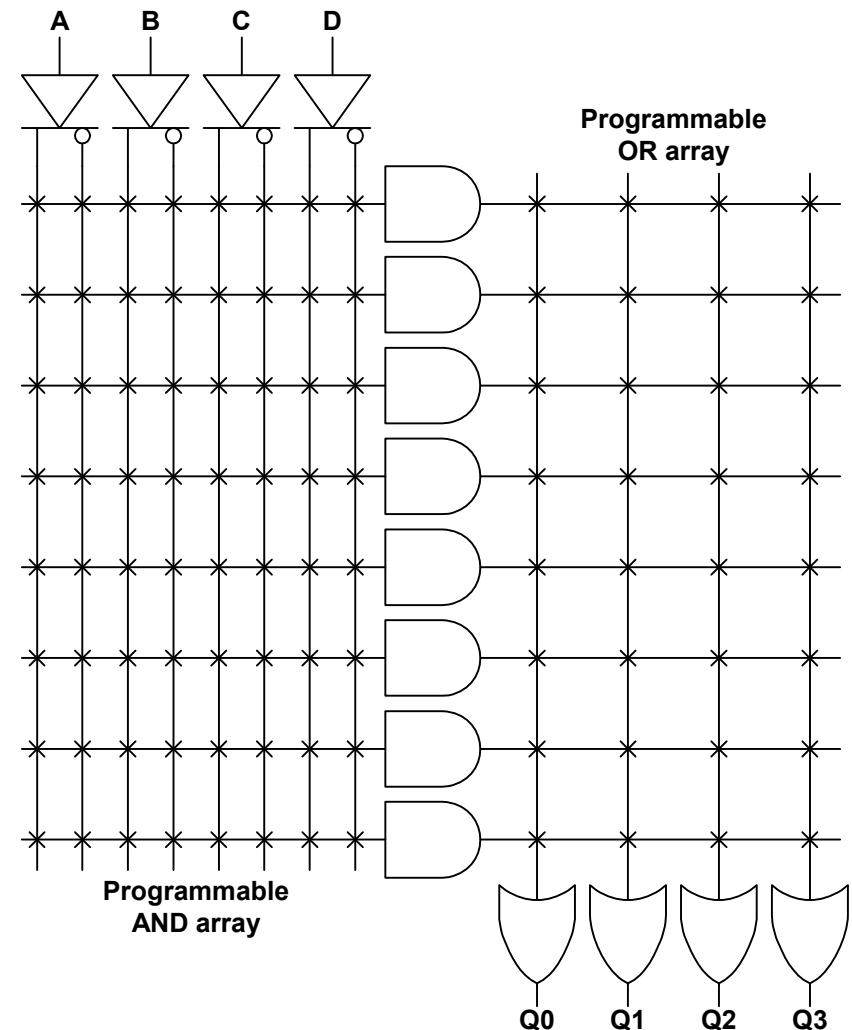 A B C D
Programmable
OR array
Programmable
AND array
Q0 Q1 Q2 Q3